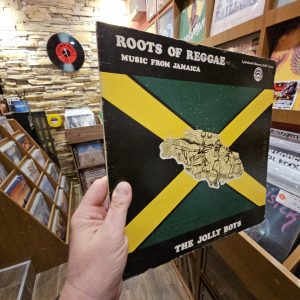 ROOTS OF REGGAE
MUSIC FROM JAMAICA
THE JOLLY BOYS